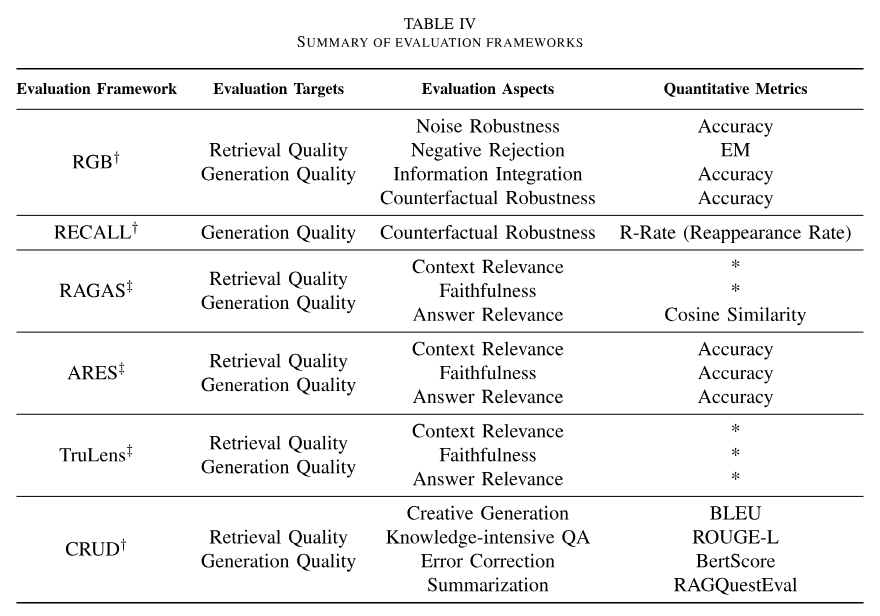 TABLE IV
SUMMARY OF EVALUATION FRAMEWORKS
Evaluation Framework Evaluation Targets Evaluation Aspects Quantitative Metrics
RGB†
Retrieval Quality
Generation Quality
Noise Robustness Accuracy
Negative Rejection EM
Information Integration Accuracy
Counterfactual Robustness Accuracy
RECALL† Generation Quality Counterfactual Robustness R-Rate (Reappearance Rate)
RAGAS‡
Retrieval Quality
Generation Quality
Context Relevance *
Faithfulness *
Answer Relevance Cosine Similarity
ARES‡
Retrieval Quality
Generation Quality
Context Relevance Accuracy
Faithfulness Accuracy
Answer Relevance Accuracy
TruLens‡
Retrieval Quality
Generation Quality
Context Relevance *
Faithfulness *
Answer Relevance *
CRUD†
Retrieval Quality
Generation Quality
Creative Generation BLEU
Knowledge-intensive QA ROUGE-L
Error Correction BertScore
Summarization RAGQuestEval